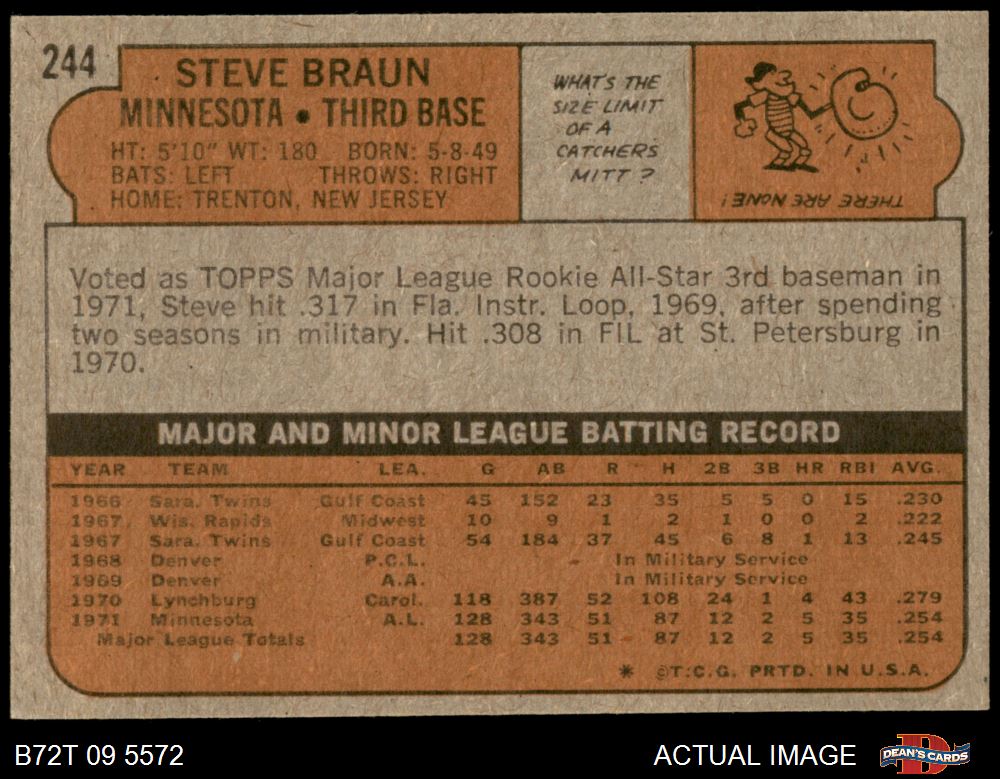 244
STEVE BRAUN
MINNESOTA • THIRD BASE
HT: 5'10" WT: 180 BORN: 5-8-49
BATS: LEFT THROWS: RIGHT
HOME: TRENTON, NEW JERSEY
WHAT'S THE
SIZE LIMIT
OF A
CATCHERS
MITT?
THERE ARE NONE!
Voted as TOPPS Major League Rookie All-Star 3rd baseman in
1971, Steve hit .317 in Fla. Instr. Loop, 1969, after spending
two seasons in military. Hit .308 in FIL at St. Petersburg in
1970.
MAJOR AND MINOR LEAGUE BATTING RECORD
YEAR TEAM LEA. G AB R H 2B 3B HR RBI AVG.
1966 Sara. Twins Gulf Coast 45 152 23 35 5 5 0 15 .230
1967 Wis. Rapids Midwest 10 9 1 2 1 0 0 2 .222
1967 Sara. Twins Gulf Coast 54 184 37 45 6 8 1 13 .245
1968 Denver P.C.L. In Military Service
1969 Denver A.A. In Military Service
1970 Lynchburg Carol. 118 387 52 108 24 1 4 43 .279
1971 Minnesota A.L. 128 343 51 87 12 2 5 35 .254
Major League Totals 128 343 51 87 12 2 5 35 .254
* ©T.C.G. PRTD. IN U.S.A.
B72T 09 5572 ACTUAL IMAGE DEAN'S CARDS